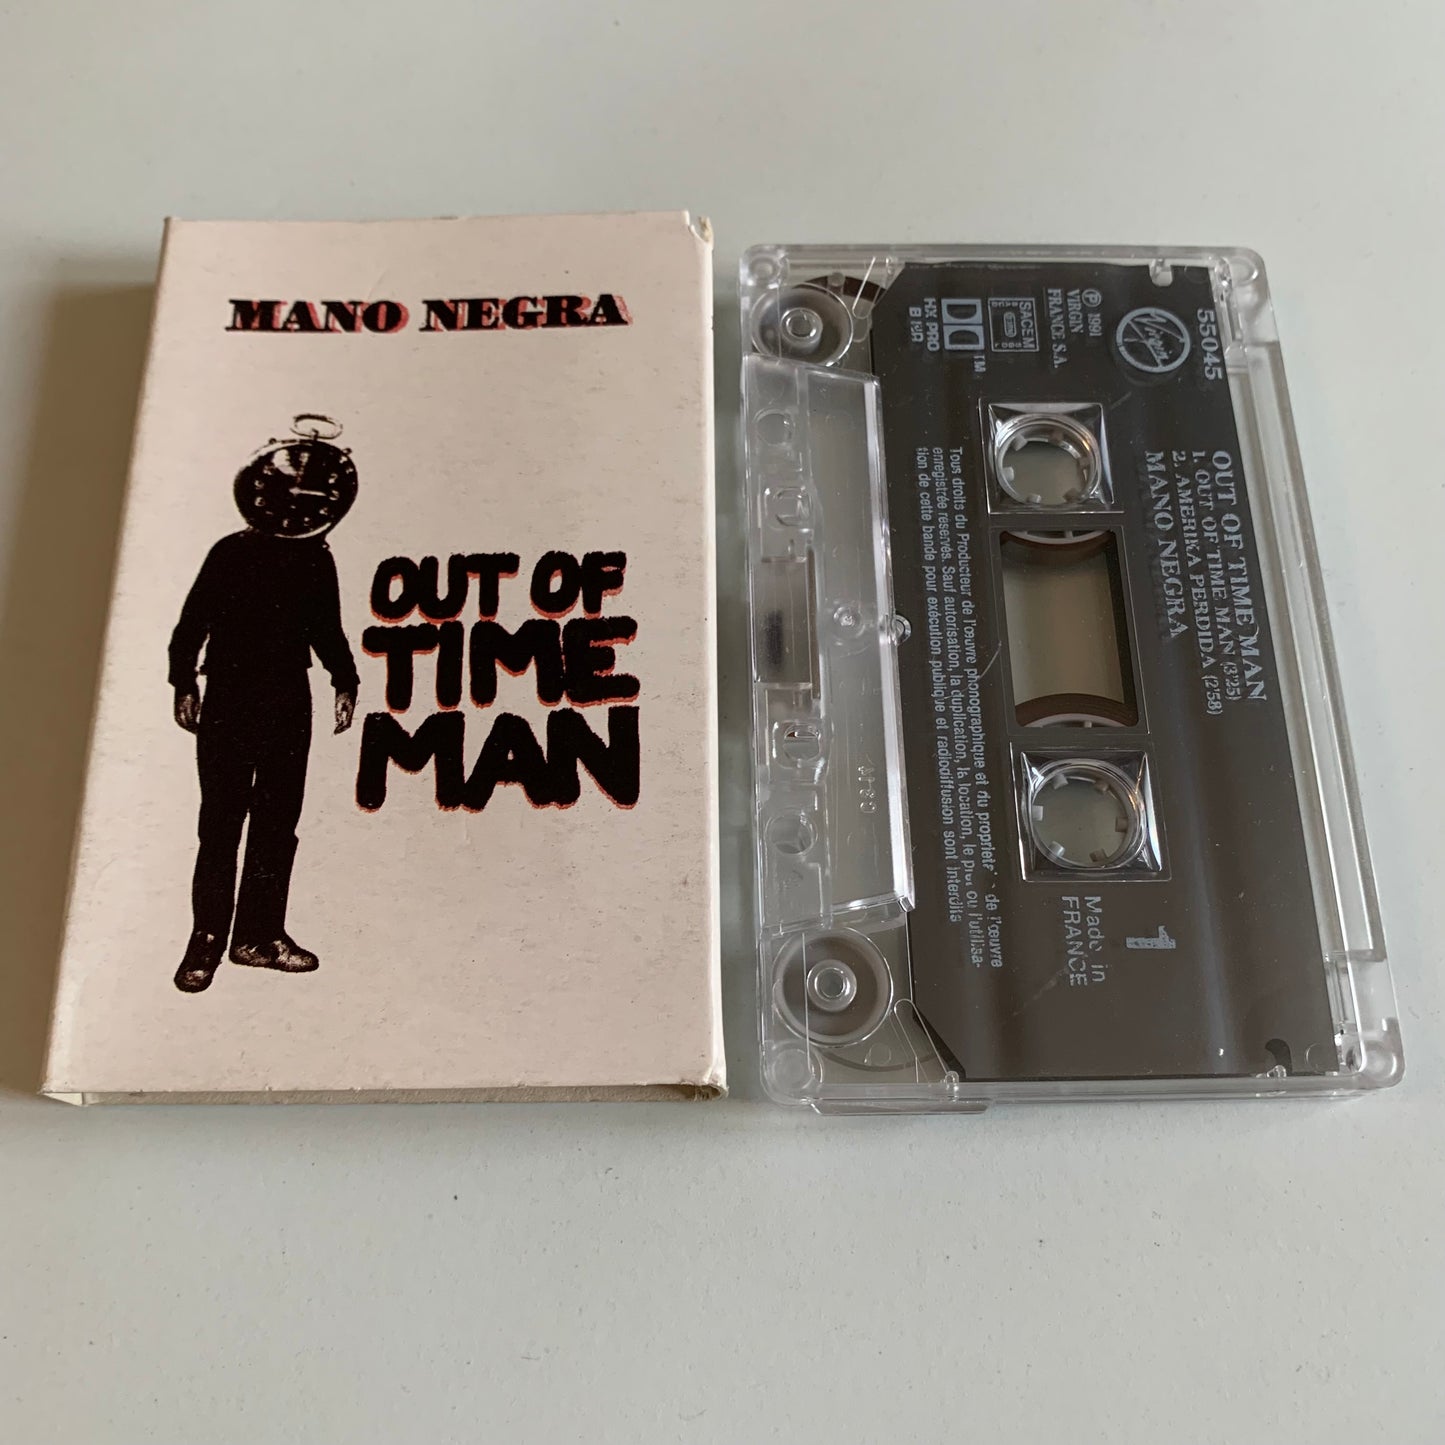 MANO NEGRA
OUT OF
TIME
MAN
55045
Virgin
℗ 1991
VIRGIN
FRANCE S.A.
SACEM
TM
HX PRO
B NR
OUT OF TIME MAN
1. OUT OF TIME MAN (3'25)
2. AMERIKA PERDIDA (2'58)
MANO NEGRA
1
Made in
FRANCE
Tous droits du Producteur de l'œuvre phonographique et du propriét de l'œuvre
enregistrée réservés. Sauf autorisation, la duplication, la location, le prêt ou l'utilisa-
tion de cette bande pour exécution publique et radiodiffusion sont interdits